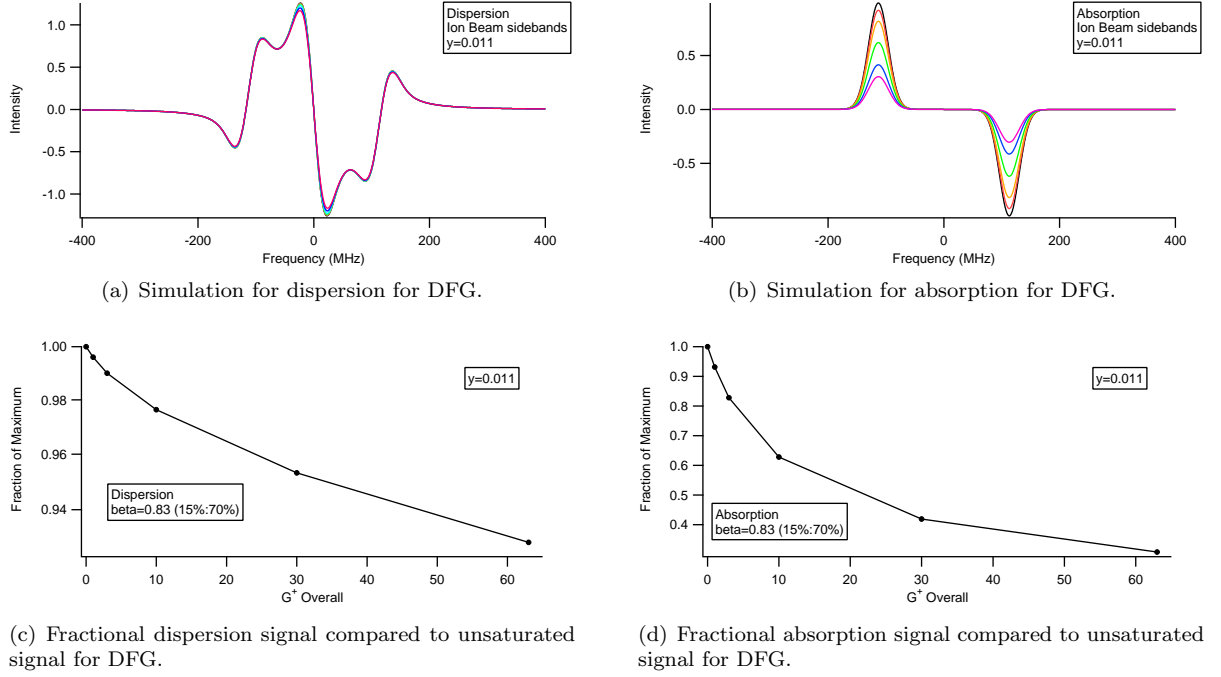 1.0
0.5
0.0
-0.5
-1.0
Intensity
Dispersion
Ion Beam sidebands
y=0.011
-400
-200
0
200
400
Frequency (MHz)
(a) Simulation for dispersion for DFG.
0.5
0.0
-0.5
Intensity
Absorption
Ion Beam sidebands
y=0.011
-400
-200
0
200
400
Frequency (MHz)
(b) Simulation for absorption for DFG.
1.00
0.98
0.96
0.94
Fraction of Maximum
y=0.011
Dispersion
beta=0.83 (15%:70%)
0
10
20
30
40
50
60
G+ Overall
(c) Fractional dispersion signal compared to unsaturated
signal for DFG.
1.0
0.9
0.8
0.7
0.6
0.5
0.4
Fraction of Maximum
y=0.011
Absorption
beta=0.83 (15%:70%)
0
10
20
30
40
50
60
G+ Overall
(d) Fractional absorption signal compared to unsaturated
signal for DFG.